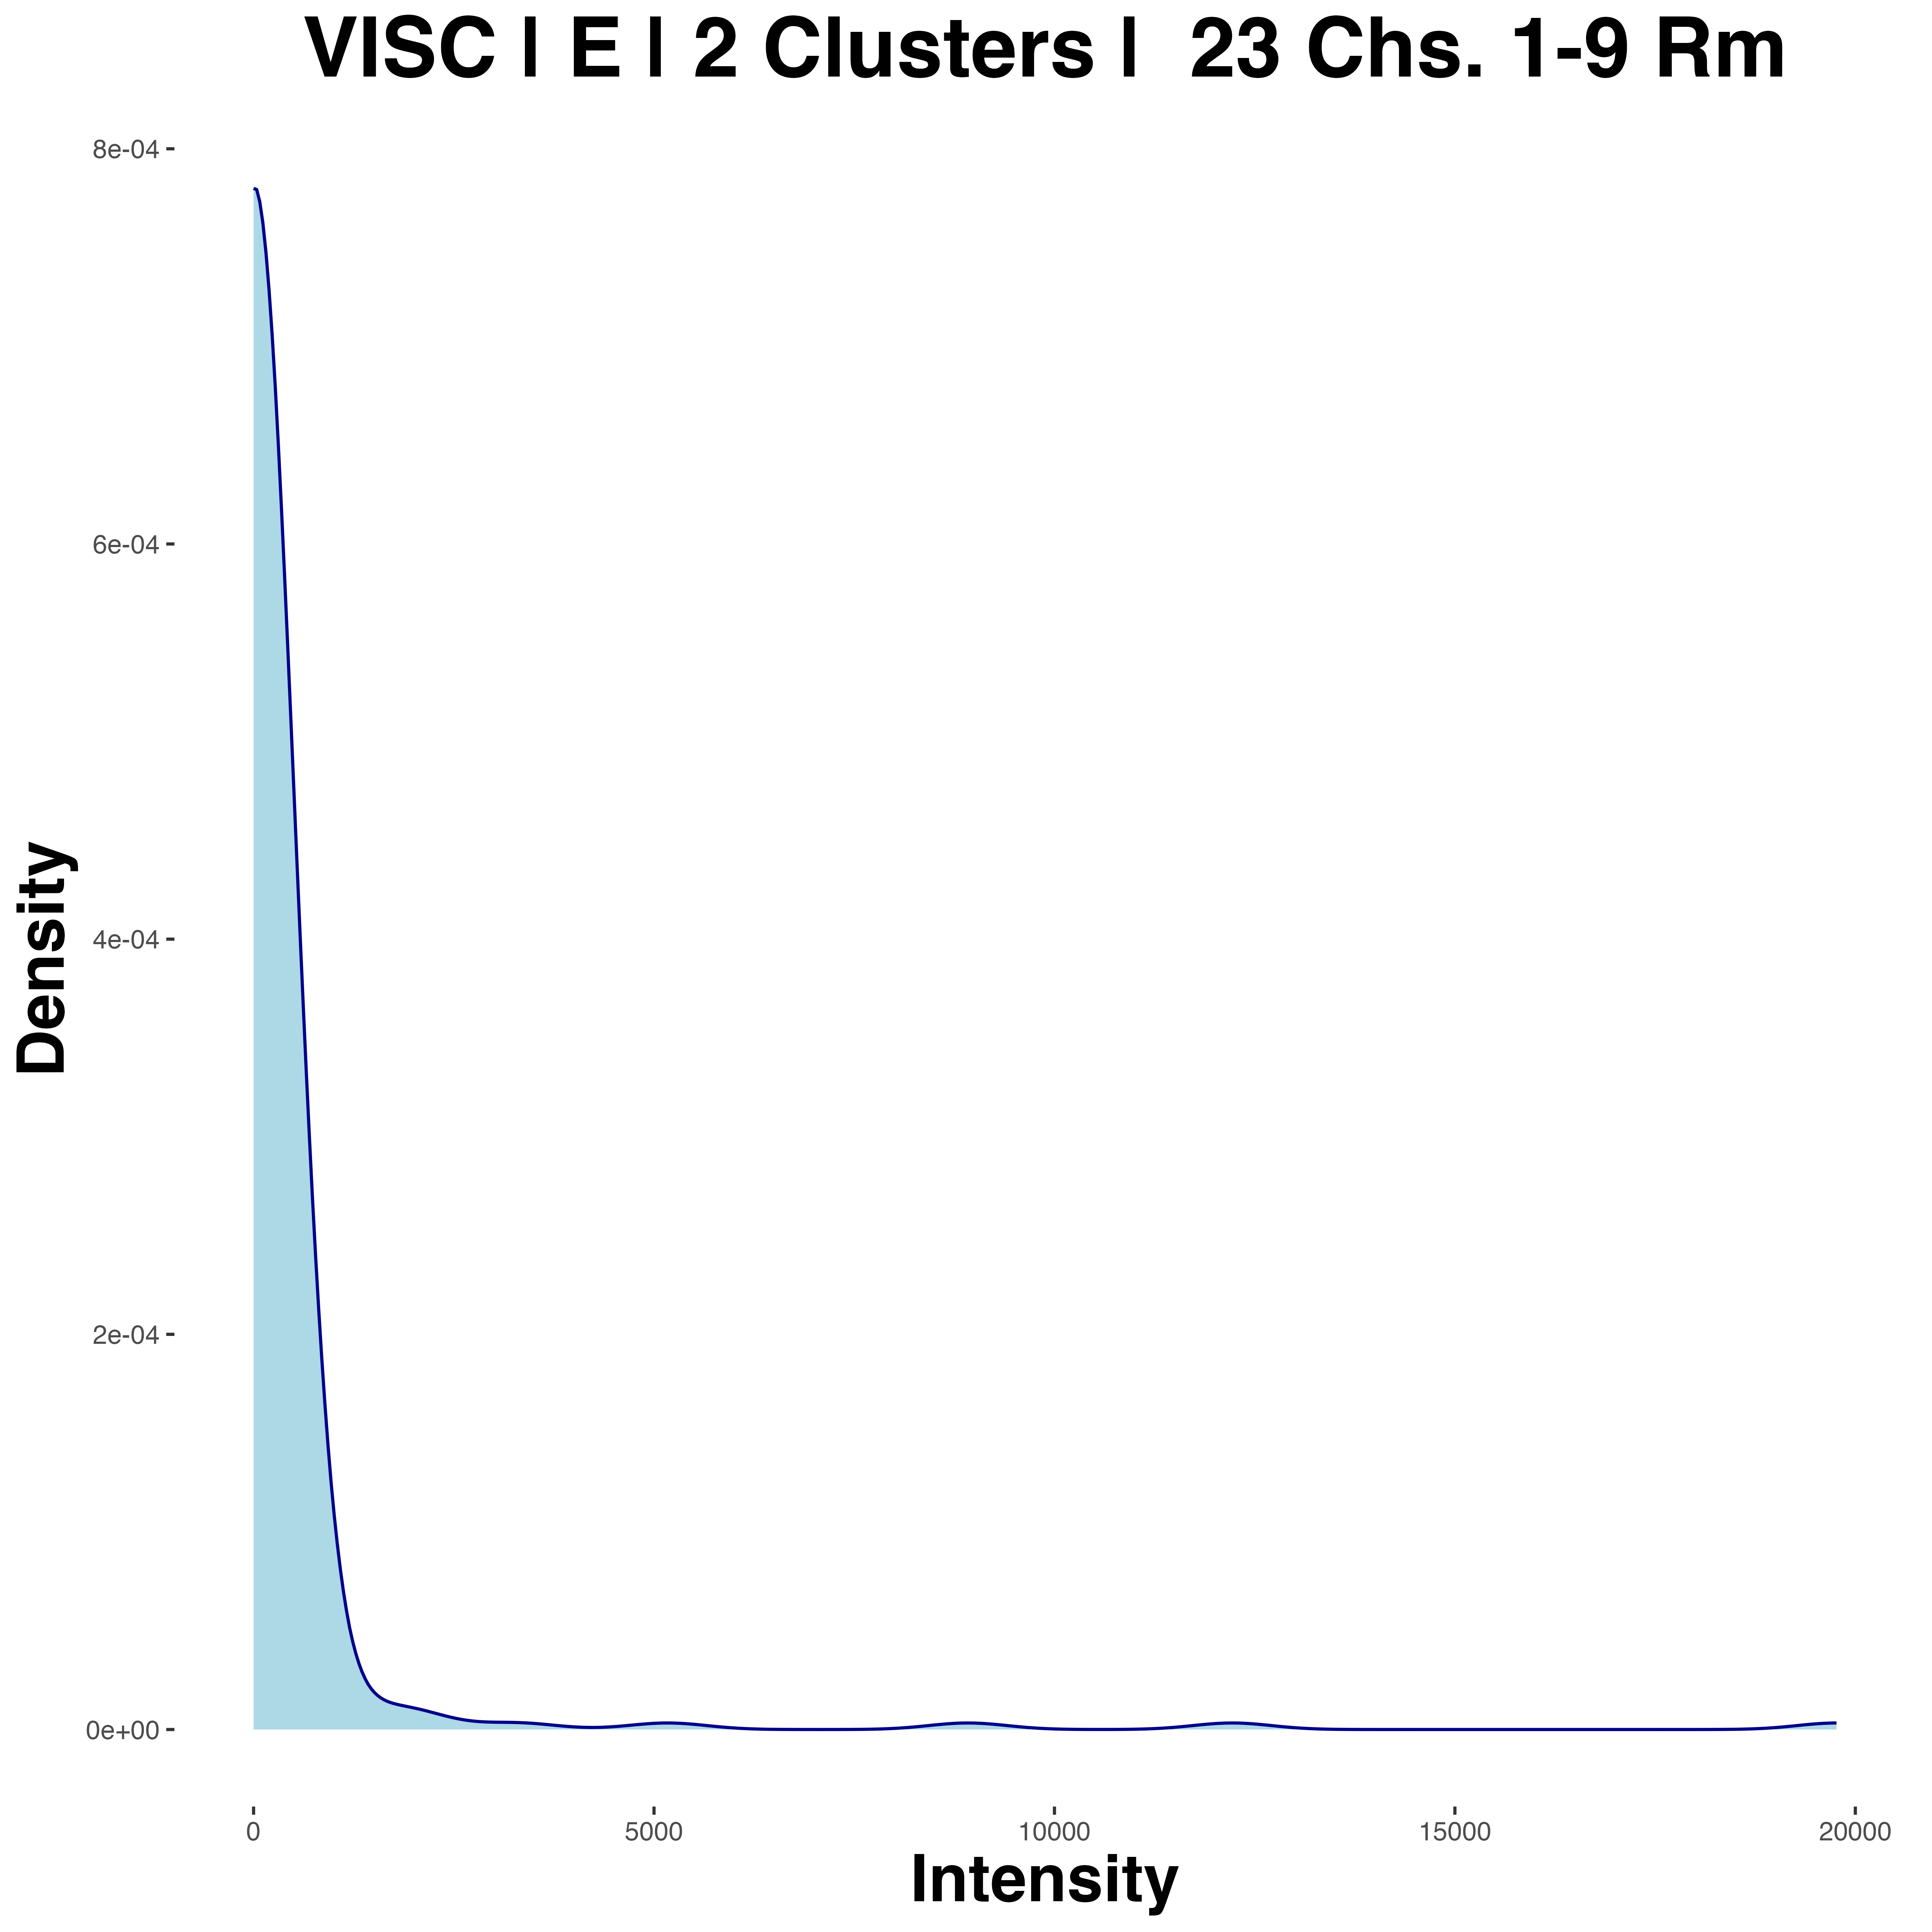 VISC | E | 2 Clusters |  23 Chs. 1-9 Rm
8e-04
6e-04
4e-04
2e-04
0e+00
Density
0 5000 10000 15000 20000
Intensity